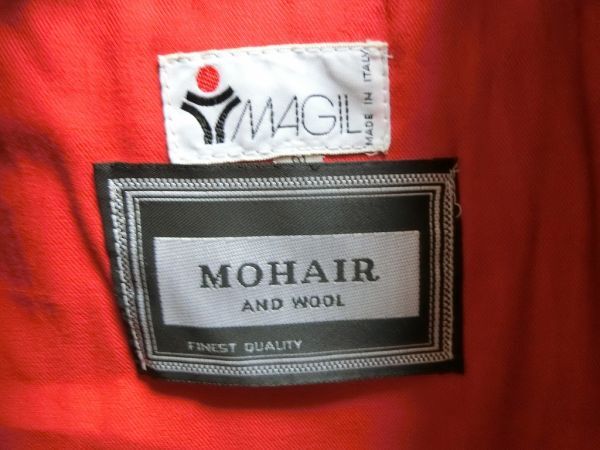 MAGIL
MADE IN ITALY
MOHAIR
AND WOOL
FINEST QUALITY